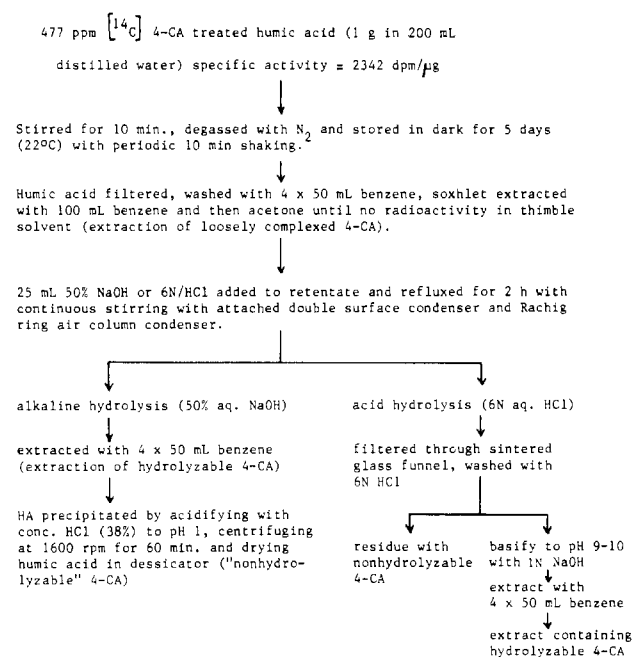 477 ppm [14C] 4-CA treated humic acid (1 g in 200 mL
distilled water) specific activity = 2342 dpm/µg
Stirred for 10 min., degassed with N2 and stored in dark for 5 days
(22ºC) with periodic 10 min shaking.
Humic acid filtered, washed with 4 x 50 mL benzene, soxhlet extracted
with 100 mL benzene and then acetone until no radioactivity in thimble
solvent (extraction of loosely complexed 4-CA).
25 mL 50% NaOH or 6N/HCl added to retentate and refluxed for 2 h with
continuous stirring with attached double surface condenser and Rachig
ring air column condenser.
alkaline hydrolysis (50% aq. NaOH)
extracted with 4 x 50 mL benzene
(extraction of hydrolyzable 4-CA)
HA precipitated by acidifying with
conc. HCl (38%) to pH 1, centrifuging
at 1600 rpm for 60 min. and drying
humic acid in dessicator ("nonhydro-
lyzable" 4-CA)
acid hydrolysis (6N aq. HCl)
filtered through sintered
glass funnel, washed with
6N HCl
residue with
nonhydrolyzable
4-CA
basify to pH 9-10
with 1N NaOH
extract with
4 x 50 mL benzene
extract containing
hydrolyzable 4-CA